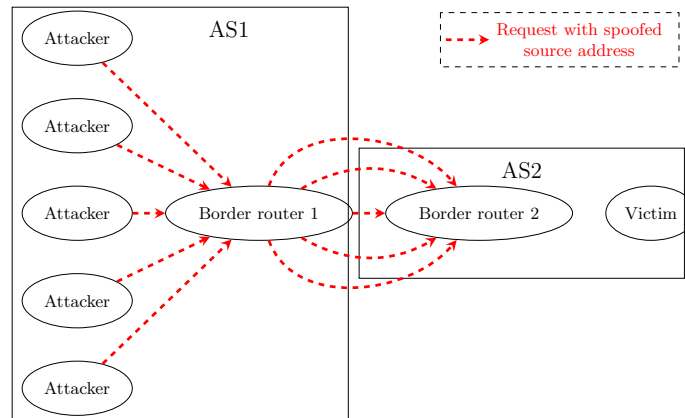 AS1
Request with spoofed
source address
Attacker
Attacker
AS2
Attacker
Border router 1
Border router 2
Victim
Attacker
Attacker